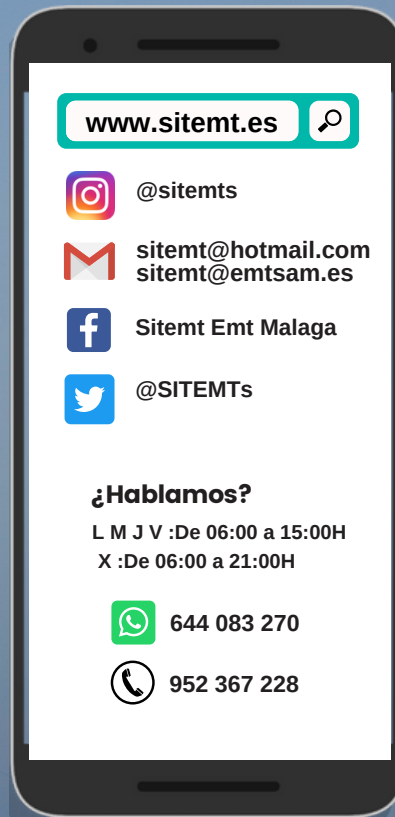 www.sitemt.es
@sitemts
sitemt@hotmail.com
sitemt@emtsam.es
Sitemt Emt Malaga
@SITEMTs
¿Hablamos?
L M J V :De 06:00 a 15:00H
X :De 06:00 a 21:00H
644 083 270
952 367 228